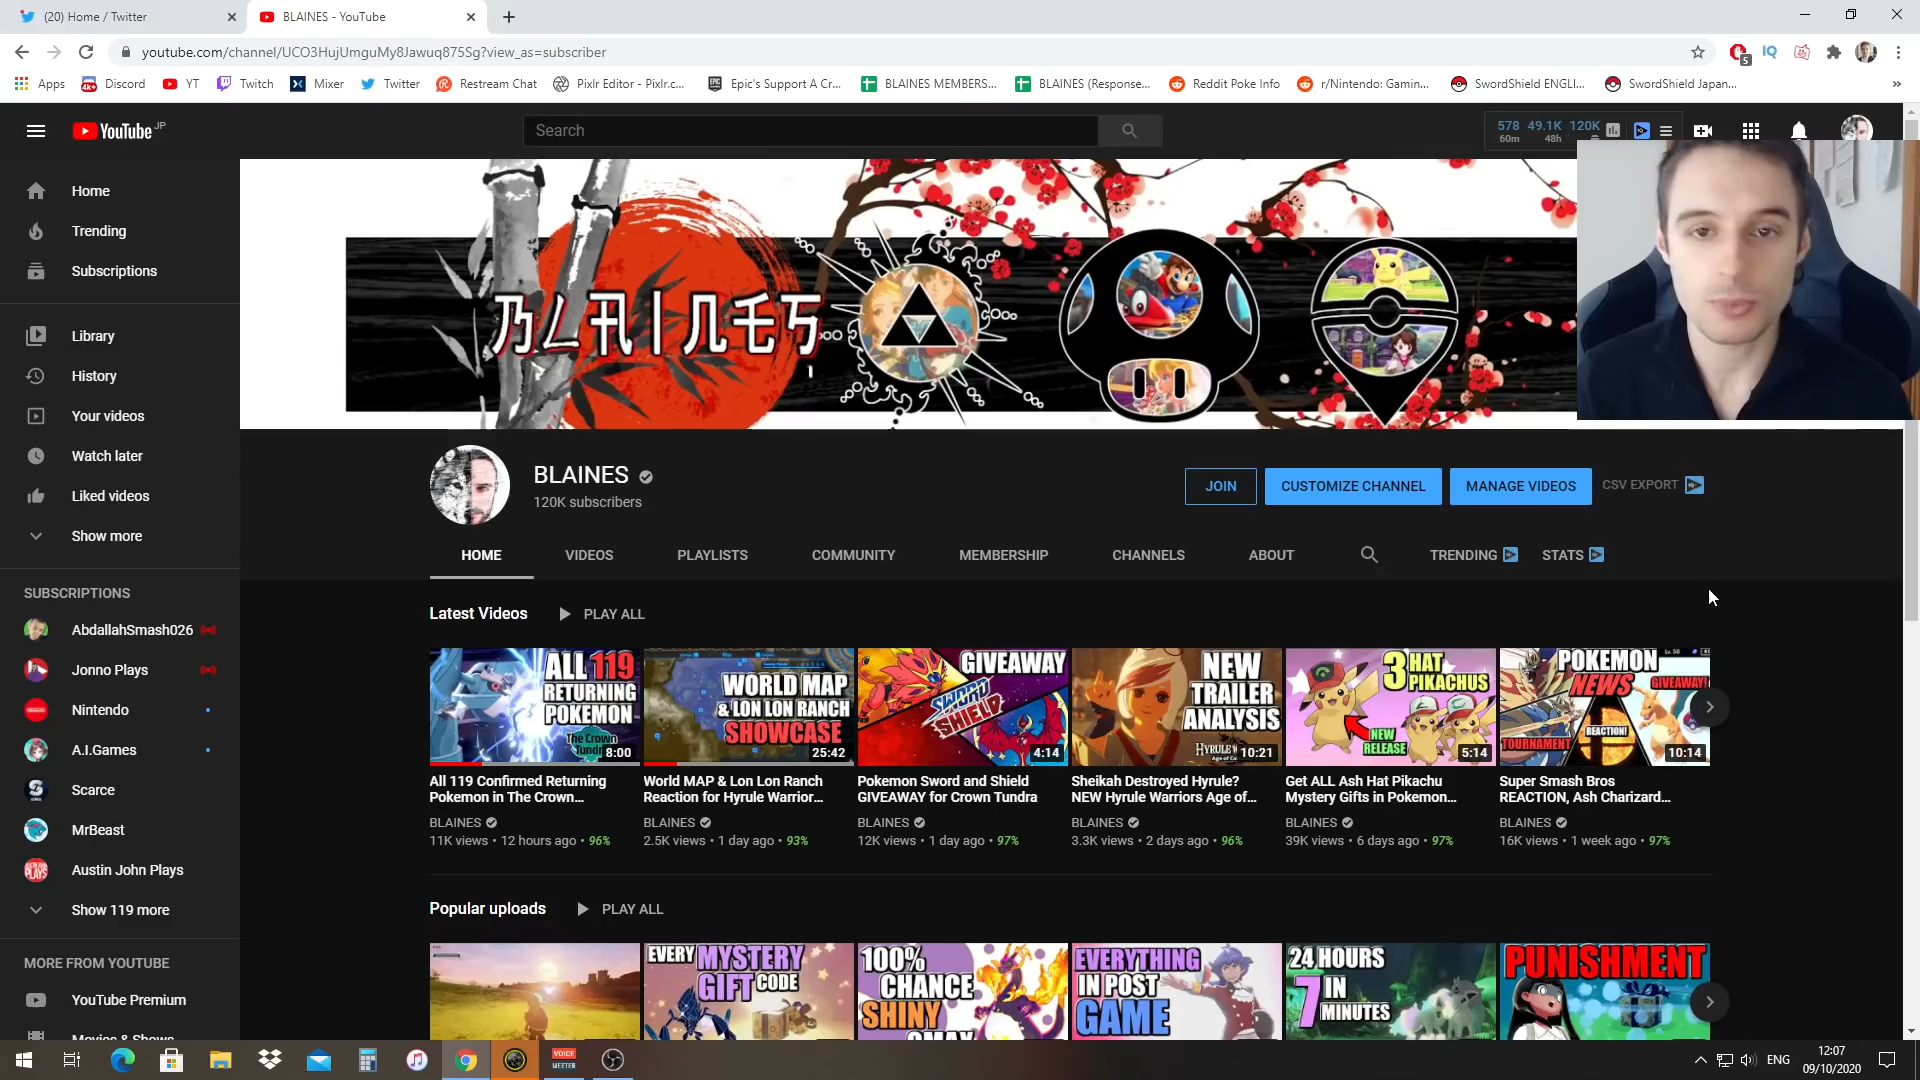 (20) Home / Twitter
BLAINES - YouTube
youtube.com/channel/UCO3HujUmguMy8Jawuq875Sg?view_as=subscriber
5
Apps
4k+
Discord
YT
Twitch
Mixer
Twitter
Restream Chat
Pixlr Editor - Pixlr.c...
Epic's Support A Cr...
BLAINES MEMBERS...
BLAINES (Response...
Reddit Poke Info
r/Nintendo: Gamin...
SwordShield ENGLI...
SwordShield Japan...
YouTube JP
Search
578 49.1K 120K
60m 48h
Home
Trending
Subscriptions
Library
History
Your videos
Watch later
Liked videos
Show more
SUBSCRIPTIONS
AbdallahSmash026
Jonno Plays
Nintendo
A.I.Games
Scarce
MrBeast
Austin John Plays
Show 119 more
MORE FROM YOUTUBE
YouTube Premium
Movies & Shows
BLAINES
BLAINES
120K subscribers
JOIN
CUSTOMIZE CHANNEL
MANAGE VIDEOS
CSV EXPORT
HOME
VIDEOS
PLAYLISTS
COMMUNITY
MEMBERSHIP
CHANNELS
ABOUT
TRENDING
STATS
Latest Videos
PLAY ALL
ALL 119
RETURNING
POKEMON
The Crown
Tundra
8:00
All 119 Confirmed Returning
Pokemon in The Crown...
BLAINES
11K views • 12 hours ago • 96%
WORLD MAP
& LON LON RANCH
SHOWCASE
25:42
World MAP & Lon Lon Ranch
Reaction for Hyrule Warrior...
BLAINES
2.5K views • 1 day ago • 93%
GIVEAWAY
SWORD
SHIELD
4:14
Pokemon Sword and Shield
GIVEAWAY for Crown Tundra
BLAINES
12K views • 1 day ago • 97%
NEW
TRAILER
ANALYSIS
10:21
Sheikah Destroyed Hyrule?
NEW Hyrule Warriors Age of...
BLAINES
3.3K views • 2 days ago • 96%
3 HAT
PIKACHUS
NEW
RELEASE
5:14
Get ALL Ash Hat Pikachu
Mystery Gifts in Pokemon...
BLAINES
39K views • 6 days ago • 97%
POKEMON
NEWS
GIVEAWAY!
TOURNAMENT
REACTION!
10:14
Super Smash Bros
REACTION, Ash Charizard...
BLAINES
16K views • 1 week ago • 97%
Popular uploads
PLAY ALL
EVERY MYSTERY
GIFT CODE
100%
CHANCE
SHINY
GMAX
EVERYTHING
IN POST
GAME
24 HOURS
7 IN
MINUTES
PUNISHMENT
VOICE
MEETER
ENG
12:07
09/10/2020